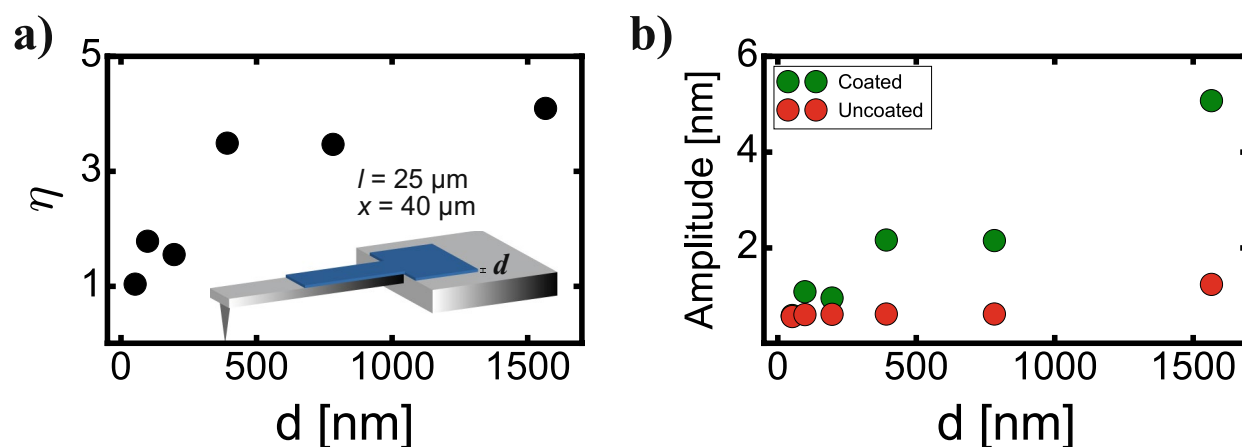 a)
5
3
1
η
l = 25 μm
x = 40 μm
d
0 500 1000 1500
d [nm]
b)
6
4
2
Amplitude [nm]
Coated
Uncoated
0 500 1000 1500
d [nm]